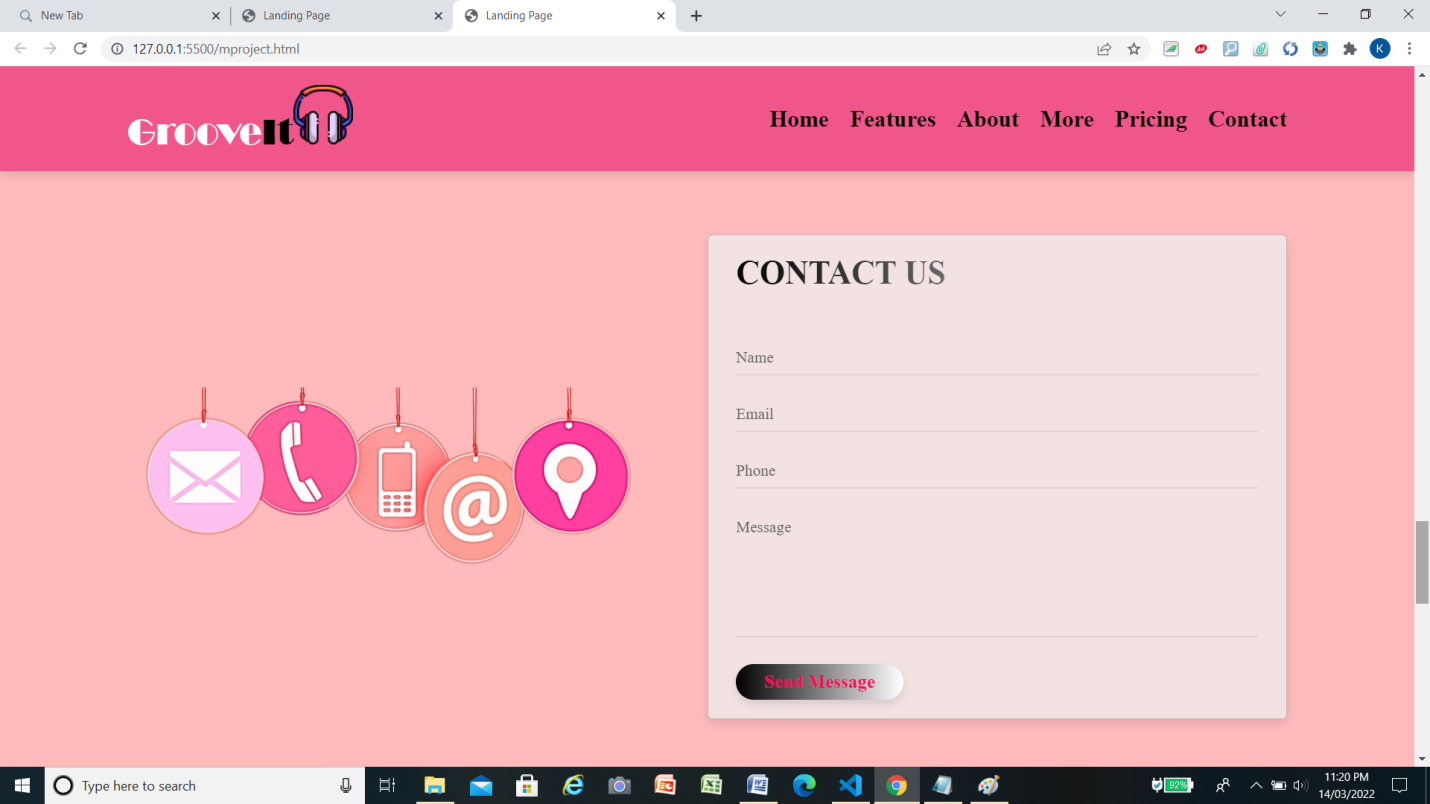 New Tab
Landing Page
Landing Page
127.0.0.1:5500/mproject.html
K
GrooveIt
Home Features About More Pricing Contact
CONTACT US
Name
Email
Phone
Message
@
Send Message
Type here to search
92%
11:20 PM
14/03/2022